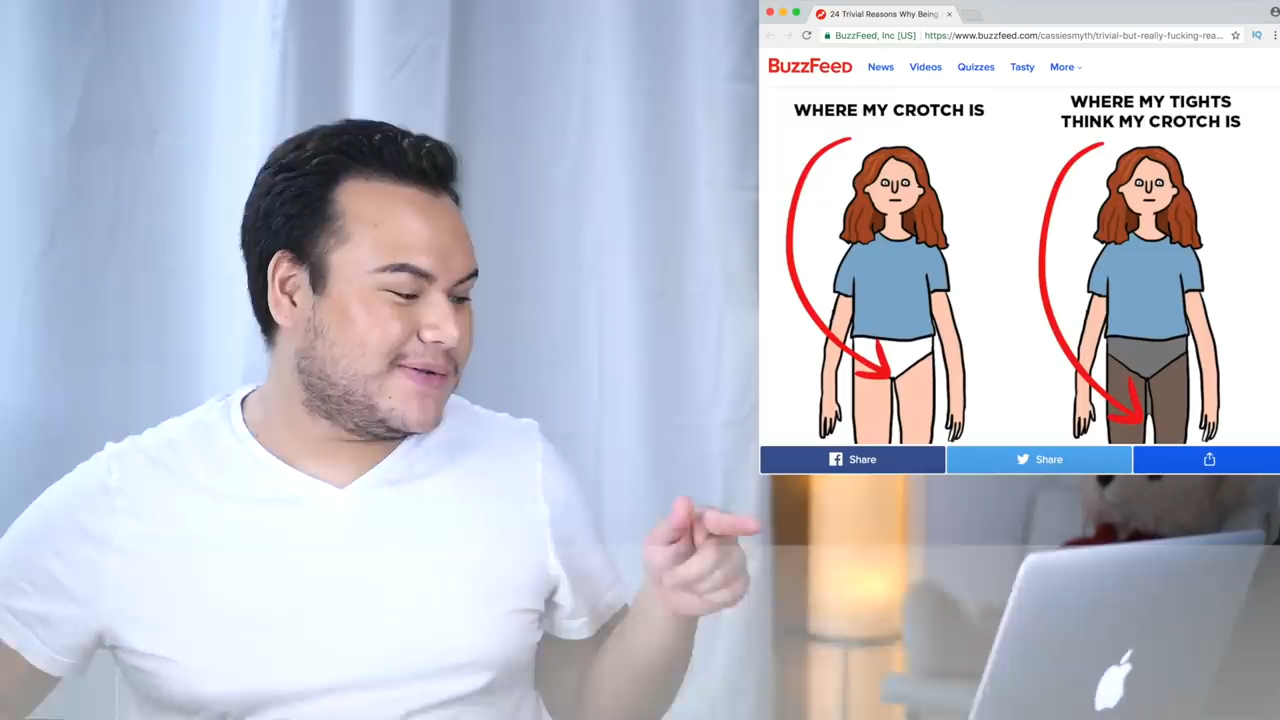 24 Trivial Reasons Why Being
BuzzFeed, Inc [US] https://www.buzzfeed.com/cassiesmyth/trivial-but-really-fucking-rea...
BuzzFeed News Videos Quizzes Tasty More
WHERE MY CROTCH IS
WHERE MY TIGHTS
THINK MY CROTCH IS
Share Share